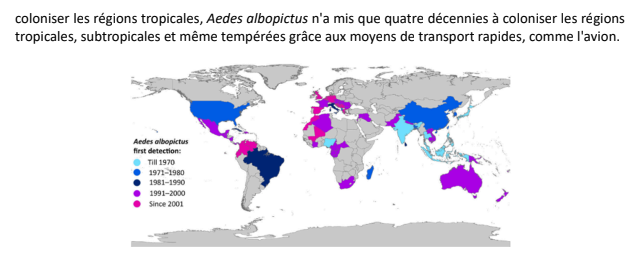 coloniser les régions tropicales, Aedes albopictus n'a mis que quatre décennies à coloniser les régions
tropicales, subtropicales et même tempérées grâce aux moyens de transport rapides, comme l'avion.
Aedes albopictus
first detection:
Till 1970
1971–1980
1981–1990
1991–2000
Since 2001